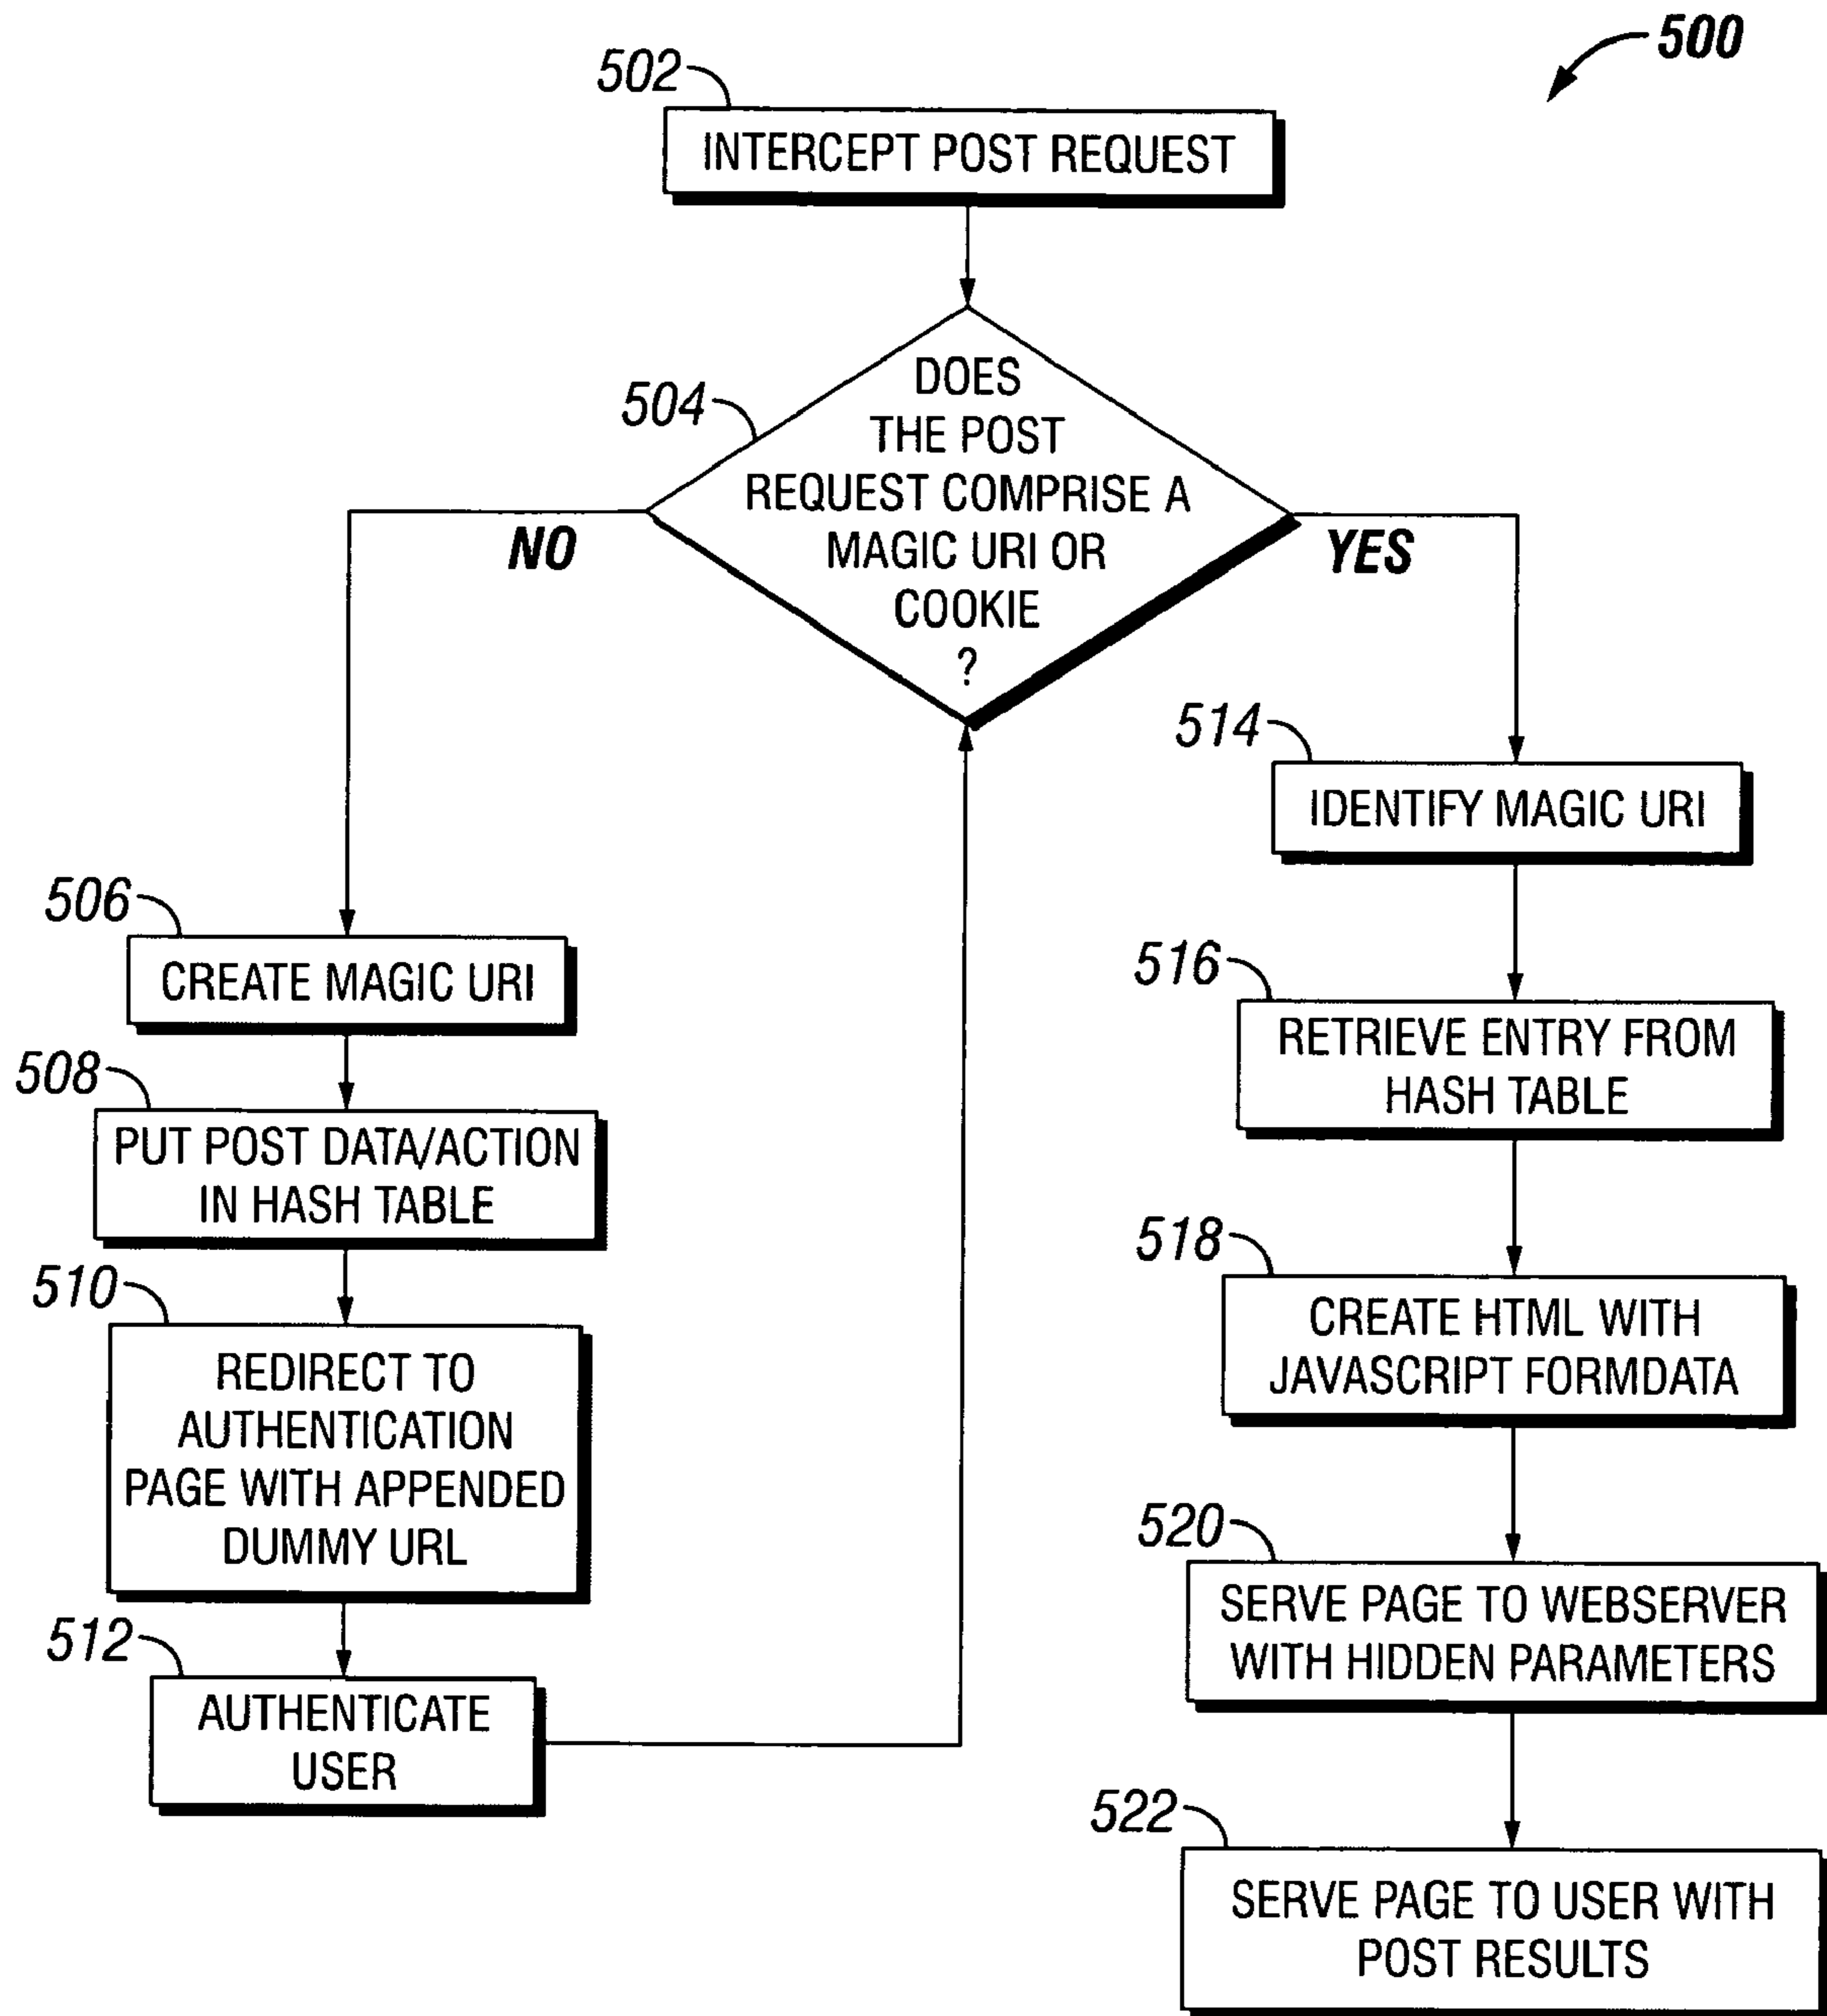 500
502
INTERCEPT POST REQUEST
504
DOES
THE POST
REQUEST COMPRISE A
MAGIC URI OR
COOKIE
?
NO
YES
506
CREATE MAGIC URI
508
PUT POST DATA/ACTION
IN HASH TABLE
510
REDIRECT TO
AUTHENTICATION
PAGE WITH APPENDED
DUMMY URL
512
AUTHENTICATE
USER
514
IDENTIFY MAGIC URI
516
RETRIEVE ENTRY FROM
HASH TABLE
518
CREATE HTML WITH
JAVASCRIPT FORMDATA
520
SERVE PAGE TO WEBSERVER
WITH HIDDEN PARAMETERS
522
SERVE PAGE TO USER WITH
POST RESULTS